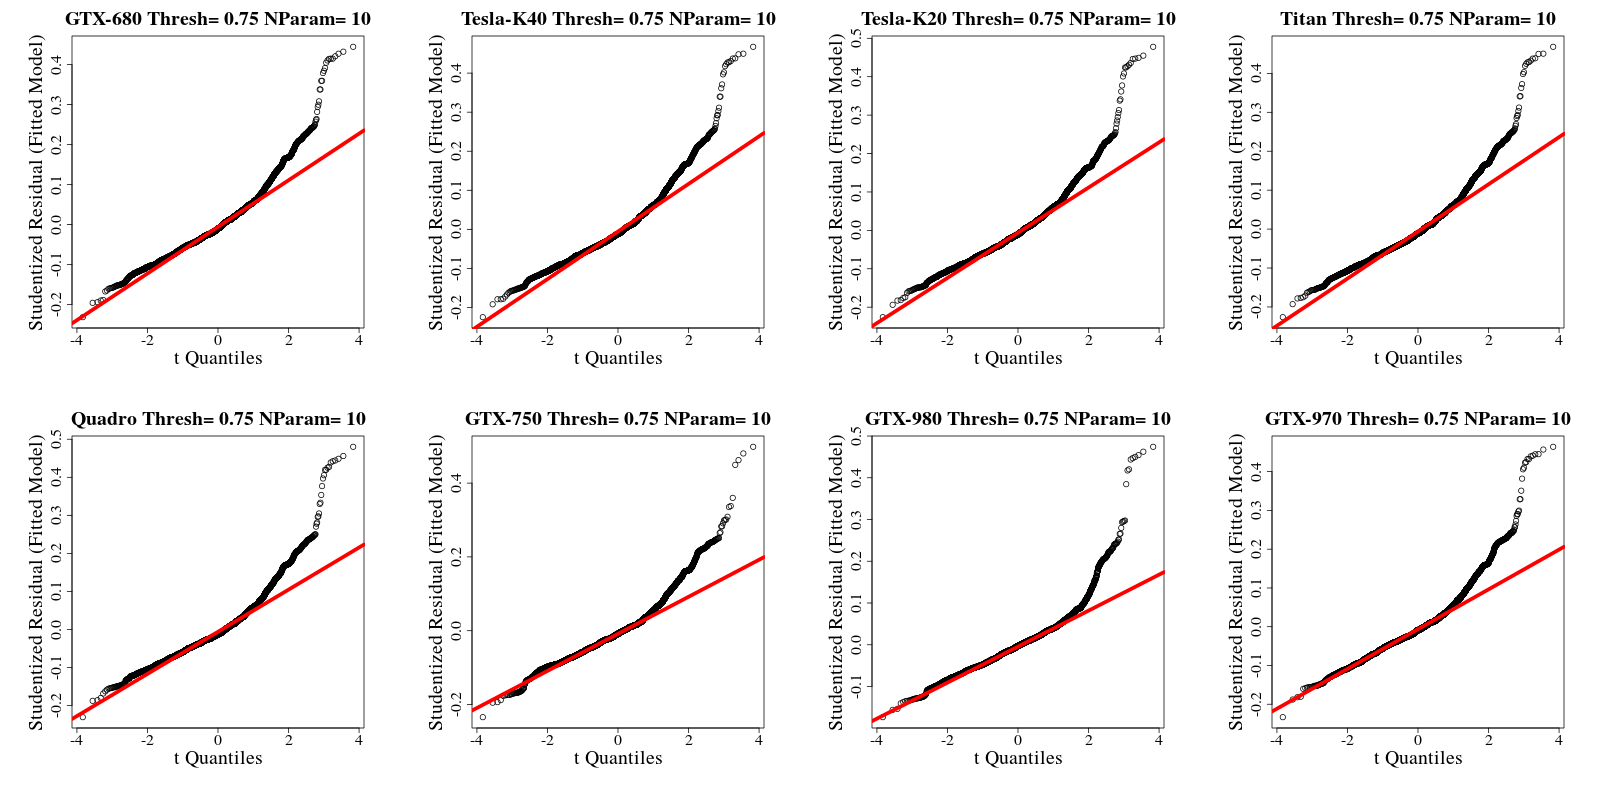 GTX-680 Thresh= 0.75 NParam= 10
Studentized Residual (Fitted Model)
0.4
0.3
0.2
0.1
0.0
-0.1
-0.2
-4 -2 0 2 4
t Quantiles
Tesla-K40 Thresh= 0.75 NParam= 10
Studentized Residual (Fitted Model)
0.4
0.3
0.2
0.1
0.0
-0.1
-0.2
-4 -2 0 2 4
t Quantiles
Tesla-K20 Thresh= 0.75 NParam= 10
Studentized Residual (Fitted Model)
0.5
0.4
0.3
0.2
0.1
0.0
-0.1
-0.2
-4 -2 0 2 4
t Quantiles
Titan Thresh= 0.75 NParam= 10
Studentized Residual (Fitted Model)
0.4
0.3
0.2
0.1
0.0
-0.1
-0.2
-4 -2 0 2 4
t Quantiles
Quadro Thresh= 0.75 NParam= 10
Studentized Residual (Fitted Model)
0.5
0.4
0.3
0.2
0.1
0.0
-0.1
-0.2
-4 -2 0 2 4
t Quantiles
GTX-750 Thresh= 0.75 NParam= 10
Studentized Residual (Fitted Model)
0.4
0.2
0.0
-0.2
-4 -2 0 2 4
t Quantiles
GTX-980 Thresh= 0.75 NParam= 10
Studentized Residual (Fitted Model)
0.5
0.4
0.3
0.2
0.1
0.0
-0.1
-4 -2 0 2 4
t Quantiles
GTX-970 Thresh= 0.75 NParam= 10
Studentized Residual (Fitted Model)
0.4
0.3
0.2
0.1
0.0
-0.1
-0.2
-4 -2 0 2 4
t Quantiles